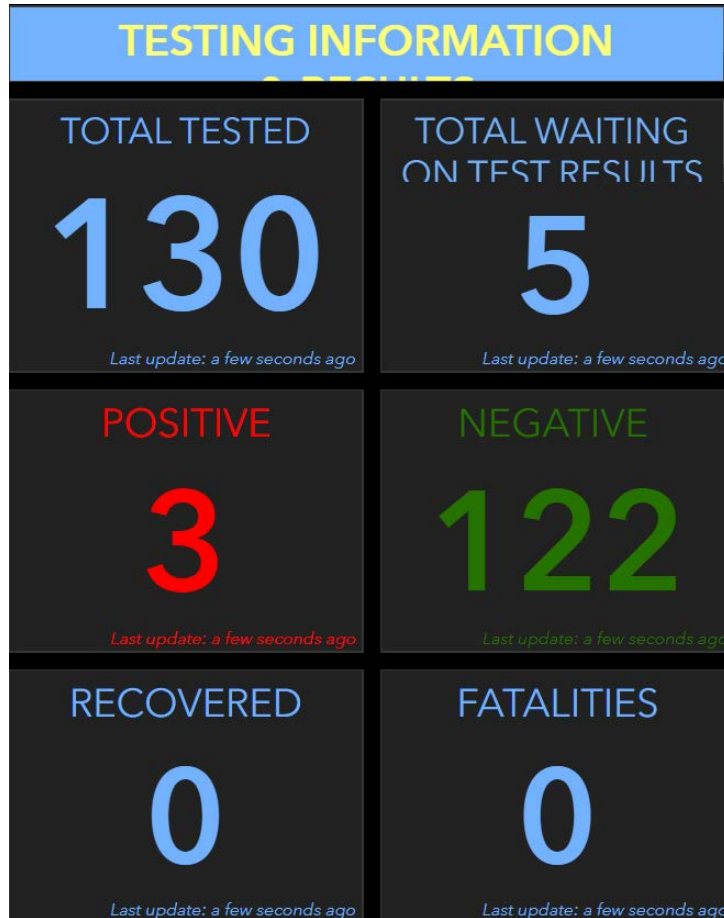 TESTING INFORMATION
& RESULTS
TOTAL TESTED
130
Last update: a few seconds ago
TOTAL WAITING
ON TEST RESULTS
5
Last update: a few seconds ago
POSITIVE
3
Last update: a few seconds ago
NEGATIVE
122
Last update: a few seconds ago
RECOVERED
0
Last update: a few seconds ago
FATALITIES
0
Last update: a few seconds ago